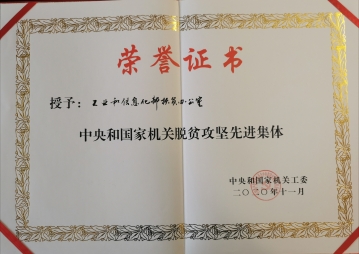 荣誉证书
授予：工业和信息化部扶贫办公室
中央和国家机关脱贫攻坚先进集体
中央和国家机关工委
二〇二〇年十一月